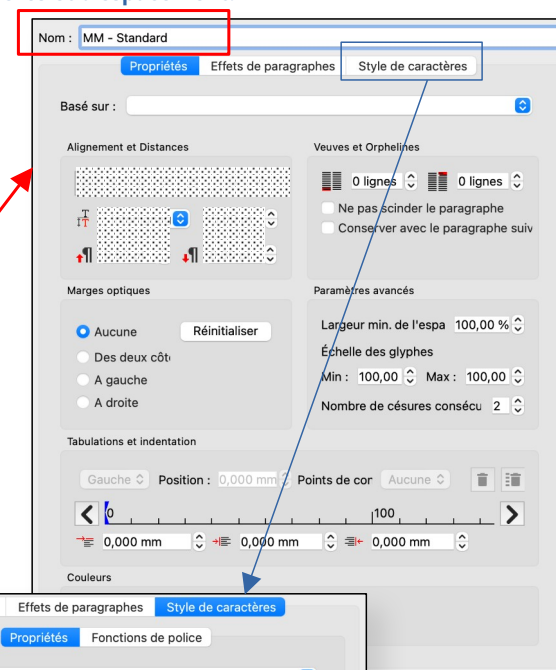 Nom : MM - Standard
Propriétés Effets de paragraphes Style de caractères
Basé sur :
Alignement et Distances
Veuves et Orphelines
0 lignes 0 lignes
Ne pas scinder le paragraphe
Conserver avec le paragraphe suiv
Marges optiques
Paramètres avancés
Aucune Réinitialiser
Des deux côt
A gauche
A droite
Largeur min. de l'espa 100,00 %
Échelle des glyphes
Min : 100,00 Max : 100,00
Nombre de césures consécu 2
Tabulations et indentation
Gauche Position : 0,000 mm Points de cor Aucune
0 100
0,000 mm 0,000 mm 0,000 mm
Couleurs
Effets de paragraphes Style de caractères
Propriétés Fonctions de police